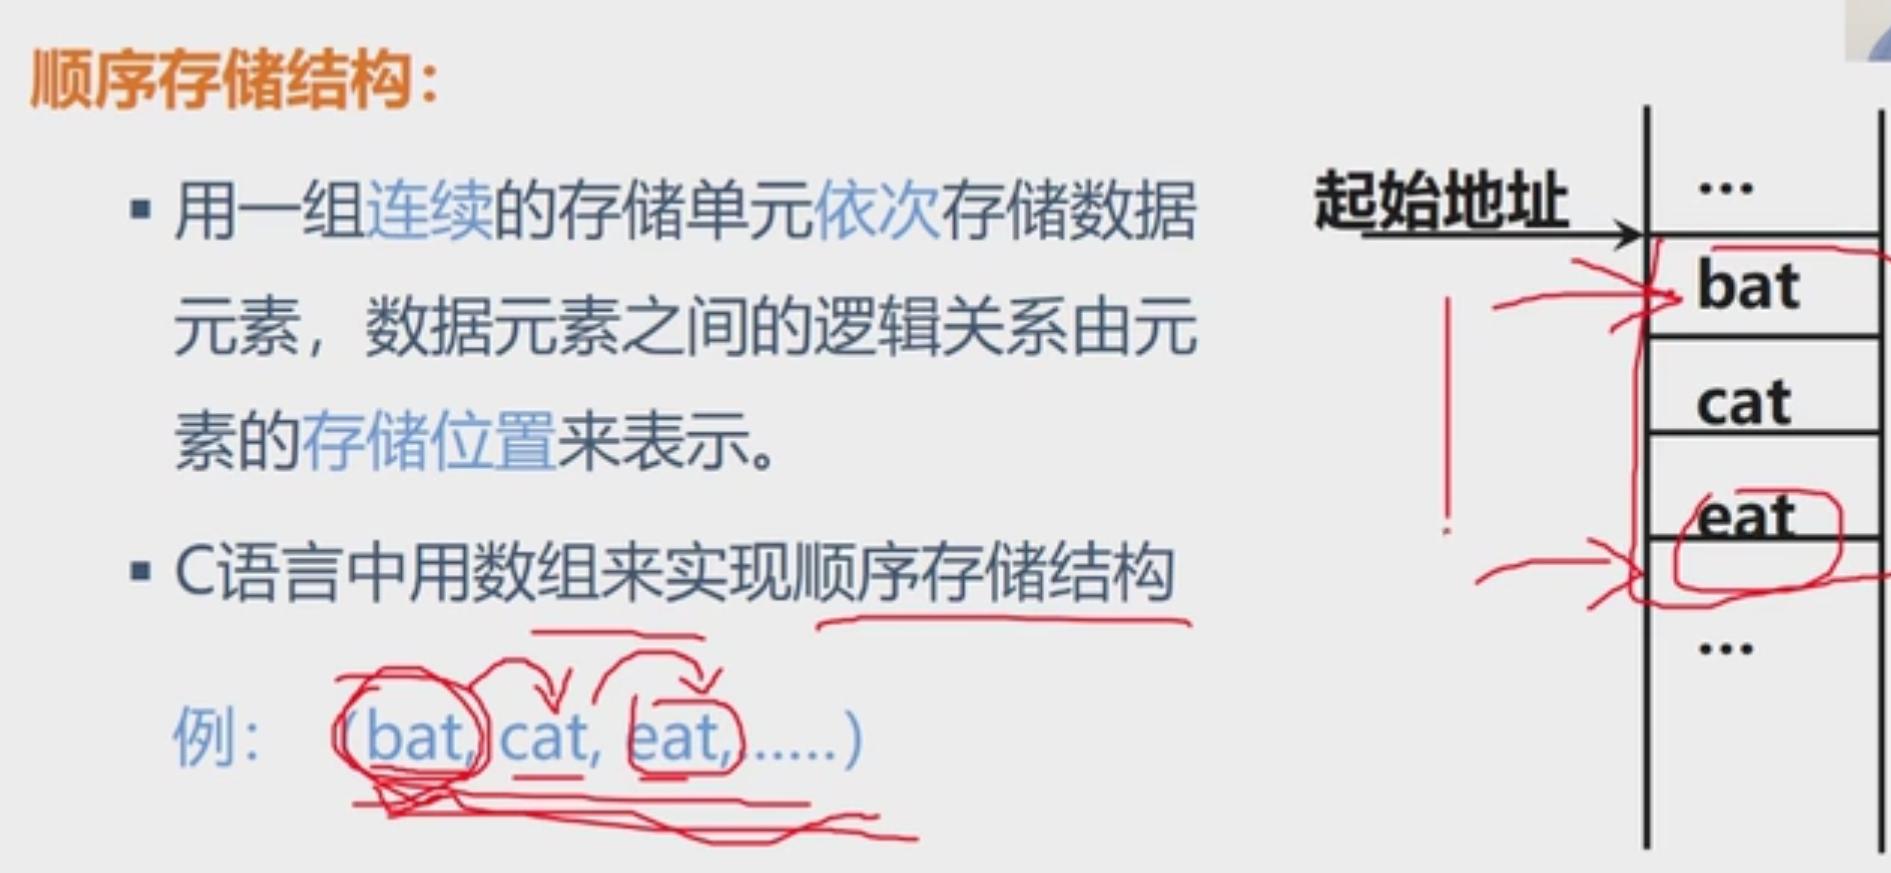 顺序存储结构：
▪ 用一组连续的存储单元依次存储数据
元素，数据元素之间的逻辑关系由元
素的存储位置来表示。
▪ C语言中用数组来实现顺序存储结构
例：（bat, cat, eat,……）
起始地址
…
bat
cat
eat
…